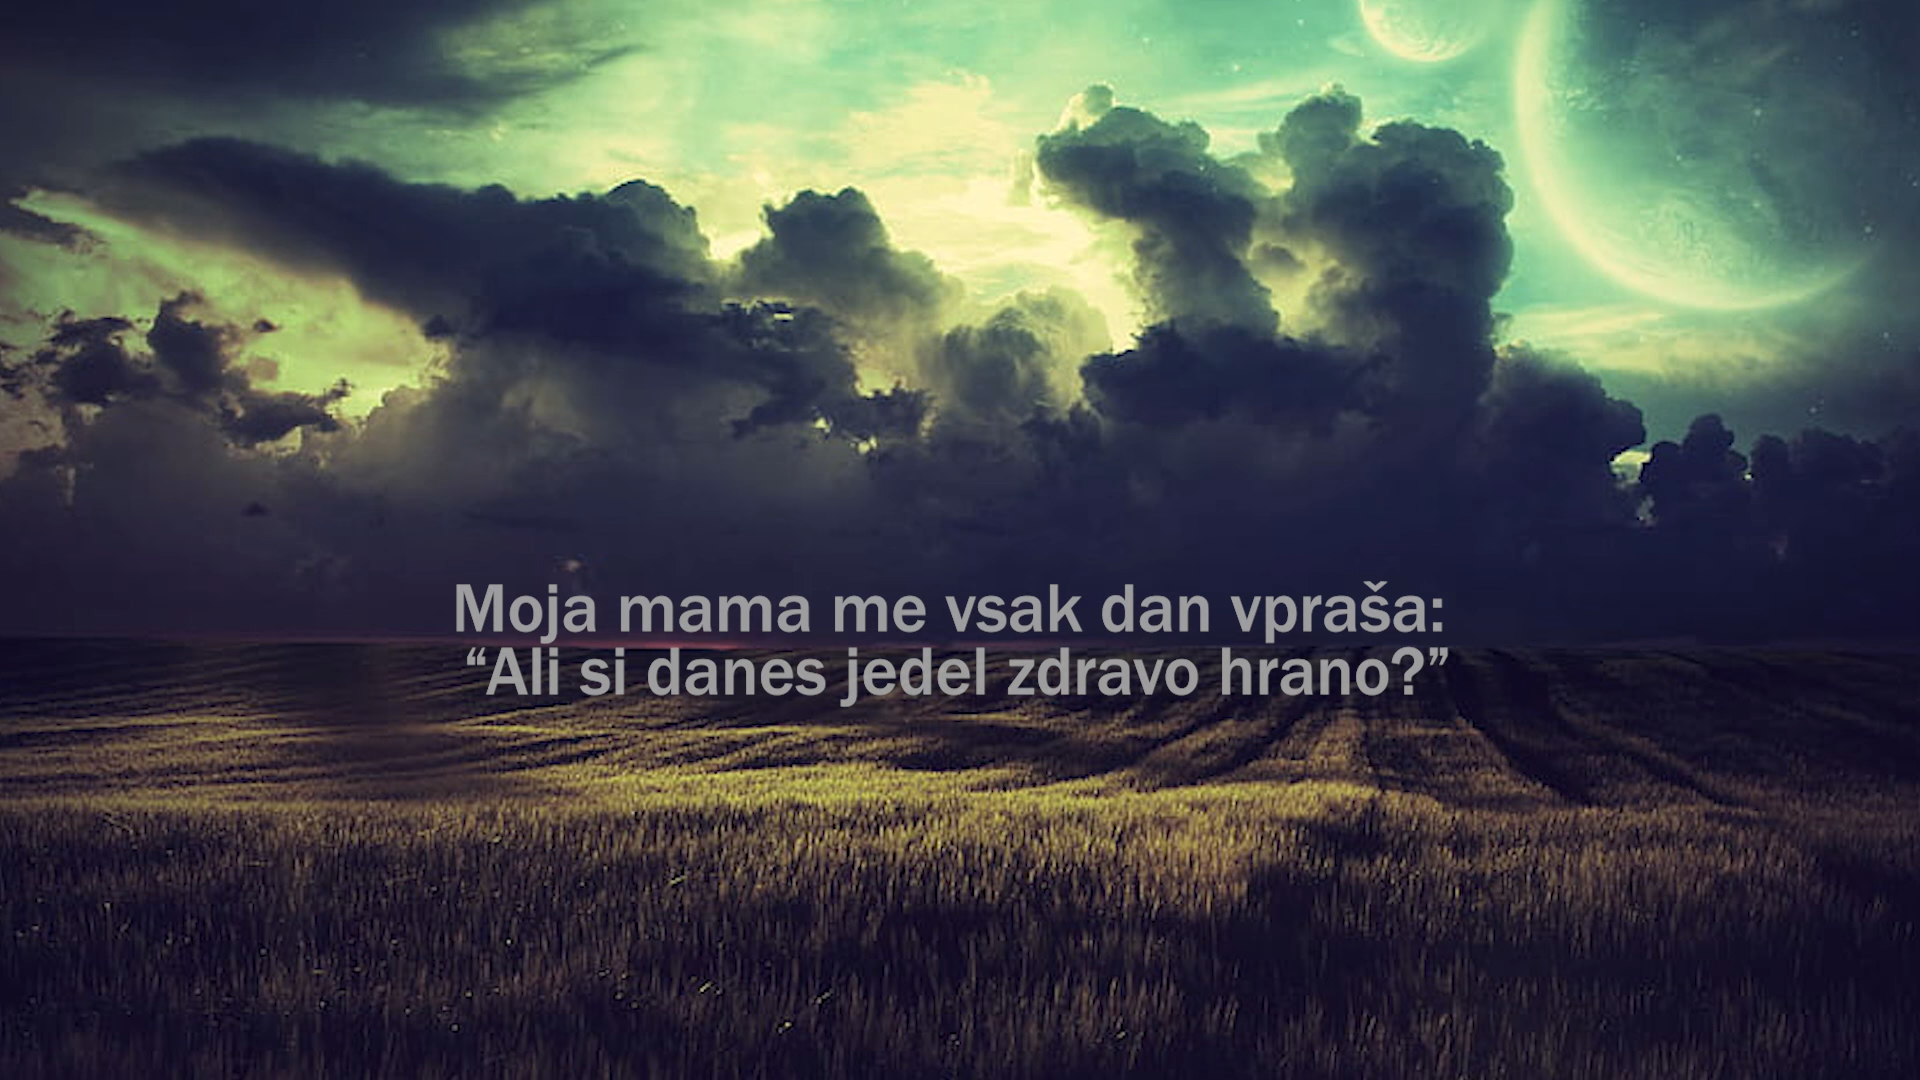 Moja mama me vsak dan vpraša:
“Ali si danes jedel zdravo hrano?”